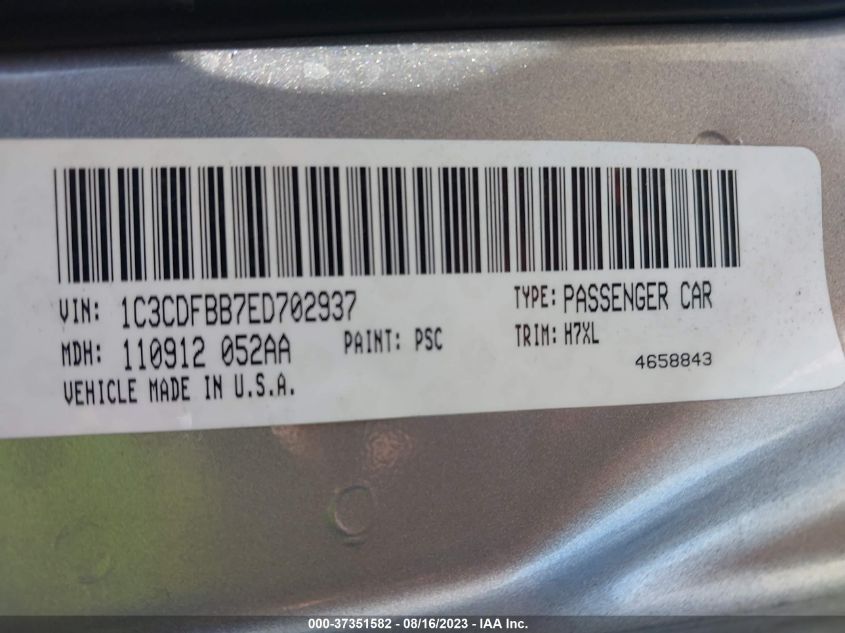 VIN: 1C3CDFBB7ED702937 TYPE: PASSENGER CAR
MDH: 110912 052AA PAINT: PSC TRIM: H7XL
4658843
VEHICLE MADE IN U.S.A.
000-37351582 - 08/16/2023 - IAA Inc.